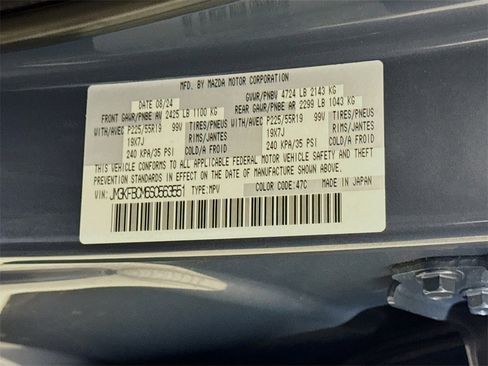 MFD. BY MAZDA MOTOR CORPORATION
DATE 08/24 GVWR/PNBV 4724 LB 2143 KG
FRONT GAWR/PNBE AV 2425 LB 1100 KG REAR GAWR/PNBE AR 2299 LB 1043 KG
WITH/AVEC P225/55R19 99V TIRES/PNEUS WITH/AVEC P225/55R19 99V TIRES/PNEUS
19X7J RIMS/JANTES 19X7J RIMS/JANTES
240 KPA/35 PSI COLD/A FROID 240 KPA/35 PSI COLD/A FROID
THIS VEHICLE CONFORMS TO ALL APPLICABLE FEDERAL MOTOR VEHICLE SAFETY AND THEFT
PREVENTION STANDARDS IN EFFECT ON THE DATE OF MANUFACTURE SHOWN ABOVE.
VIN: JM3KFBCM6S0563551 TYPE: MPV COLOR CODE: 47C JAPAN